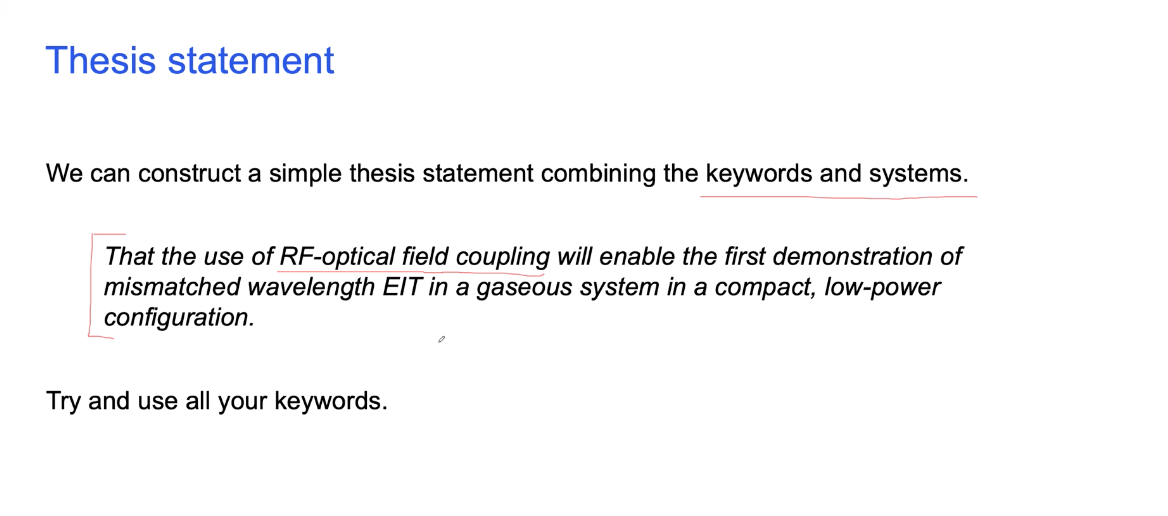 Thesis statement
We can construct a simple thesis statement combining the keywords and systems.
That the use of RF-optical field coupling will enable the first demonstration of
mismatched wavelength EIT in a gaseous system in a compact, low-power
configuration.
Try and use all your keywords.